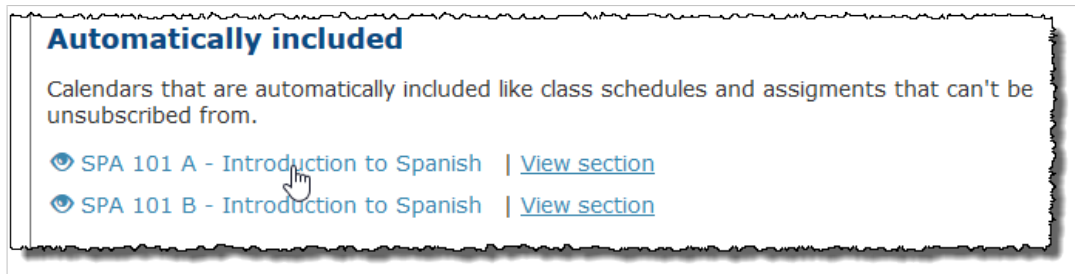 Automatically included
Calendars that are automatically included like class schedules and assigments that can't be
unsubscribed from.
SPA 101 A - Introduction to Spanish | View section
SPA 101 B - Introduction to Spanish | View section